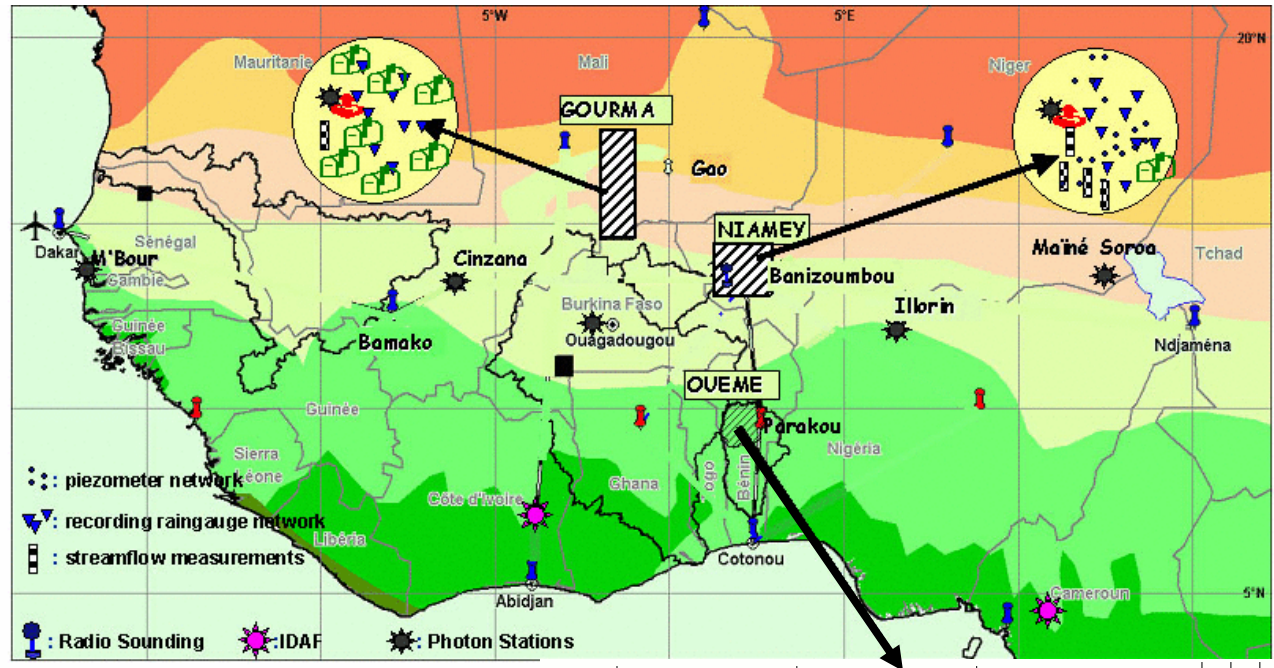 5°W
5°E
20°N
Mauritanie
Mali
Niger
GOURMA
Gao
NIAMEY
Dakar
M'Bour
Sénégal
Gambie
Cinzana
Banizoumbou
Maïné Soroa
Tchad
Guinée
Bissau
Bamako
Burkina Faso
Ouagadougou
Illorin
Ndjaména
OUEME
Guinée
Parakou
Nigéria
Sierra
Léone
Côte d'Ivoire
Ghana
Togo
Bénin
: piezometer network
: recording raingauge network
: streamflow measurements
Libéria
Cotonou
Abidjan
Cameroun
5°N
: Radio Sounding
:IDAF
: Photon Stations